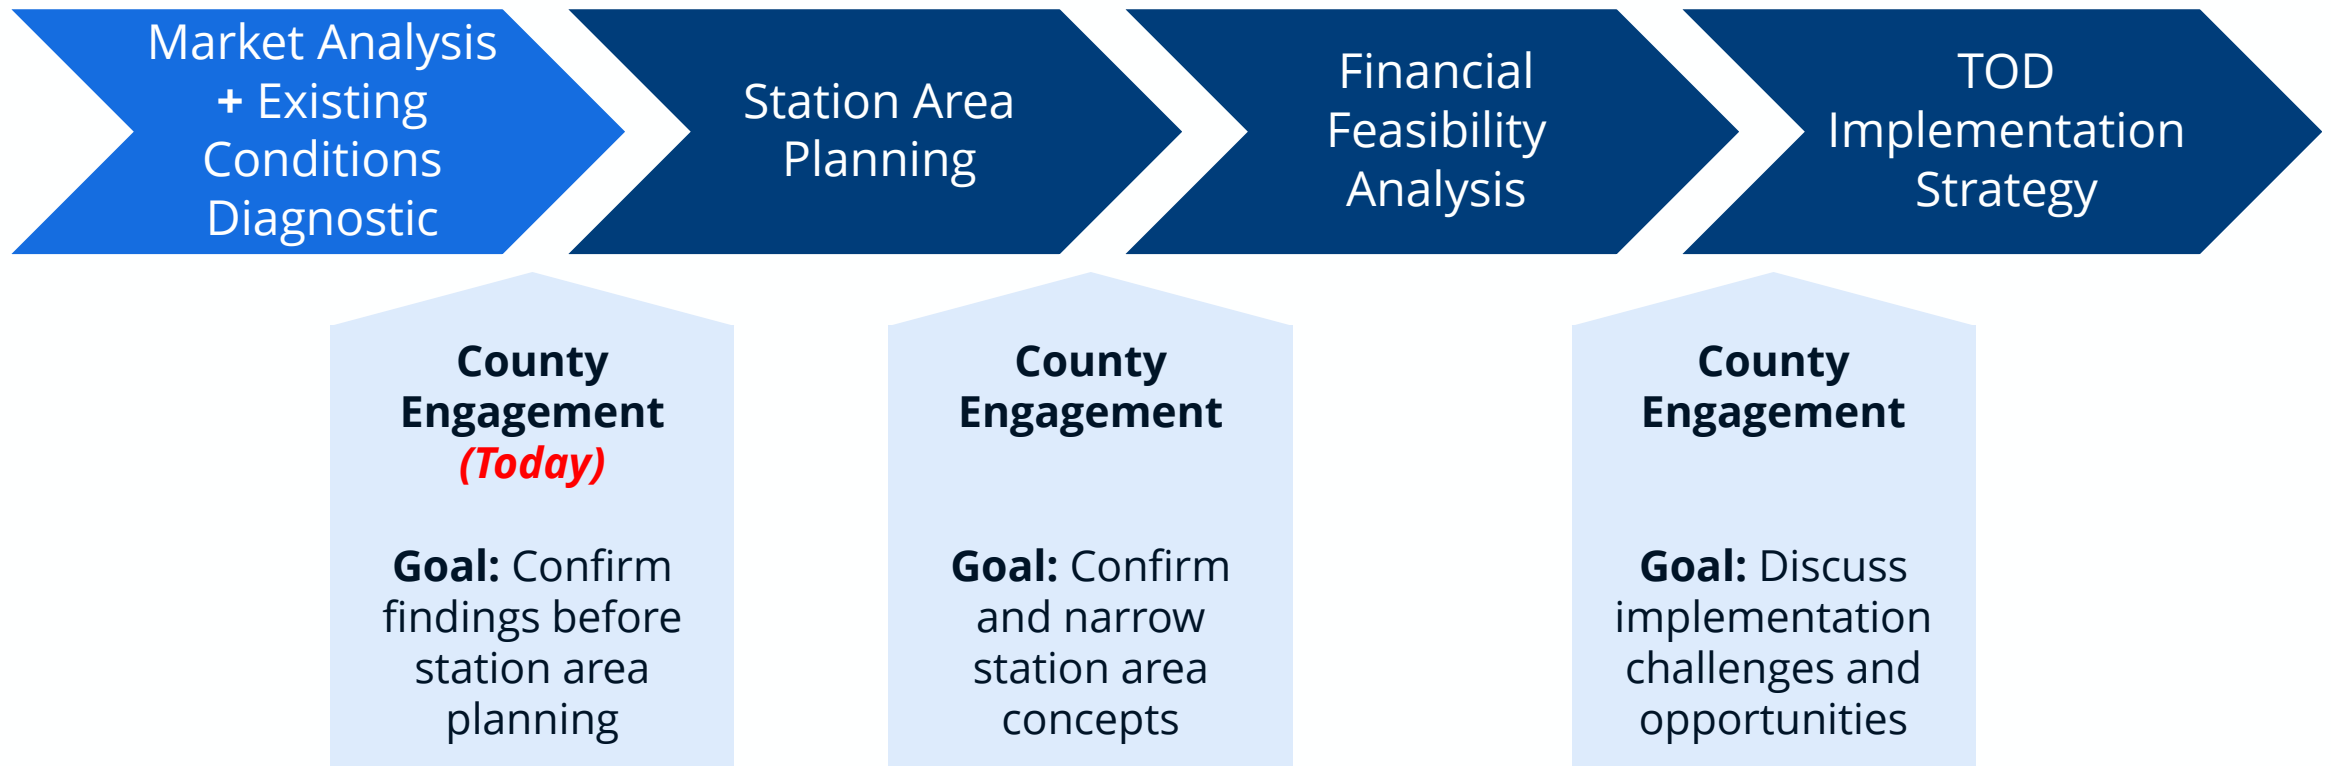 Market Analysis
+ Existing
Conditions
Diagnostic
Station Area
Planning
Financial
Feasibility
Analysis
TOD
Implementation
Strategy
County
Engagement
(Today)
Goal: Confirm
findings before
station area
planning
County
Engagement
Goal: Confirm
and narrow
station area
concepts
County
Engagement
Goal: Discuss
implementation
challenges and
opportunities